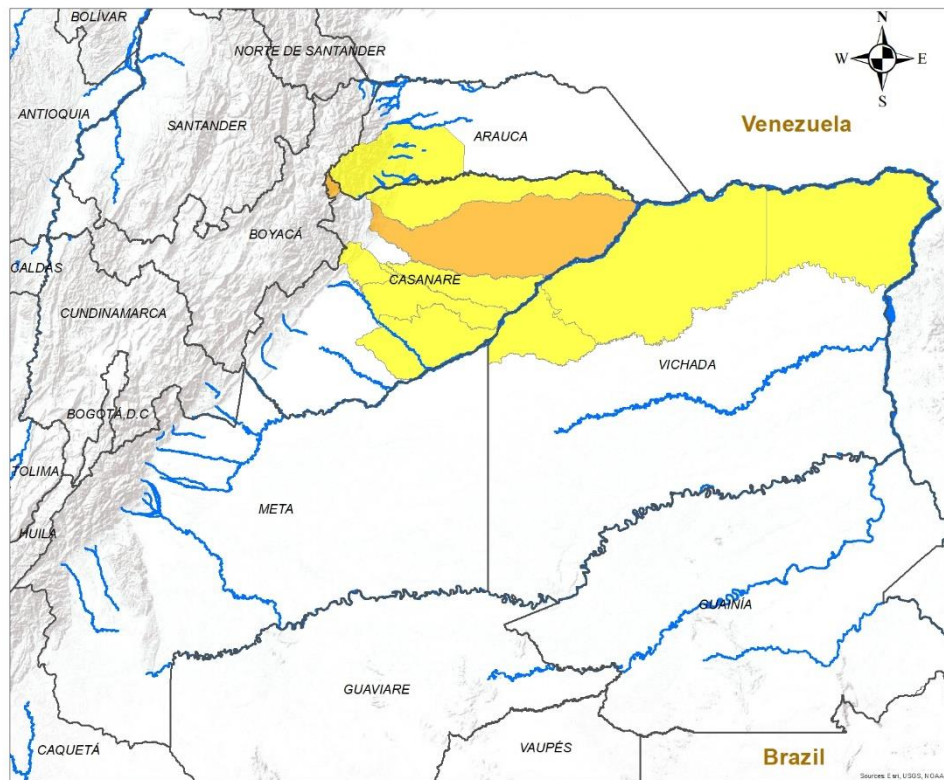 BOLÍVAR
NORTE DE SANTANDER
N
W
E
S
ANTIOQUIA
SANTANDER
ARAUCA
Venezuela
BOYACÁ
CALDAS
CASANARE
CUNDINAMARCA
VICHADA
BOGOTÁ,D.C
TOLIMA
META
HUILA
GUAINÍA
GUAVIARE
CAQUETÁ
VAUPÉS
Brazil
Sources: Esri, USGS, NOAA